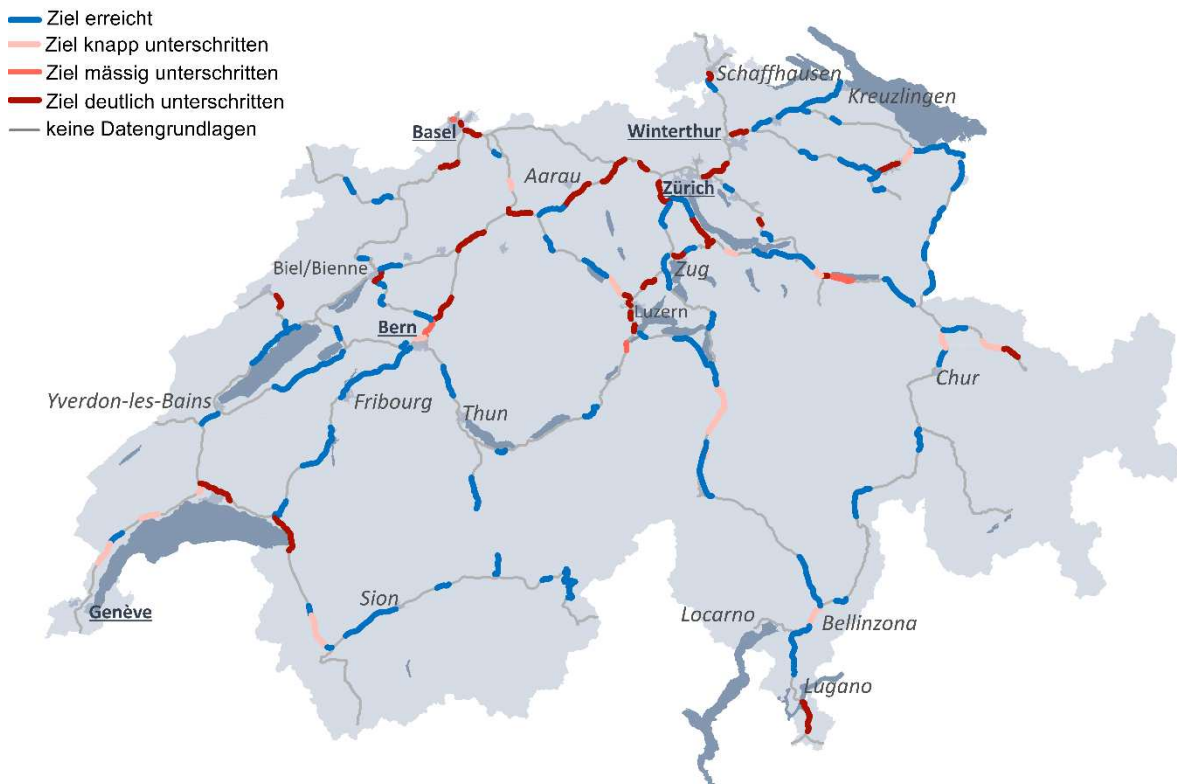 Ziel erreicht
Ziel knapp unterschritten
Ziel mässig unterschritten
Ziel deutlich unterschritten
keine Datengrundlagen
Schaffhausen
Kreuzlingen
Basel
Winterthur
Aarau
Zürich
Biel/Bienne
Zug
Luzern
Bern
Chur
Yverdon-les-Bains
Fribourg
Thun
Sion
Genève
Locarno
Bellinzona
Lugano